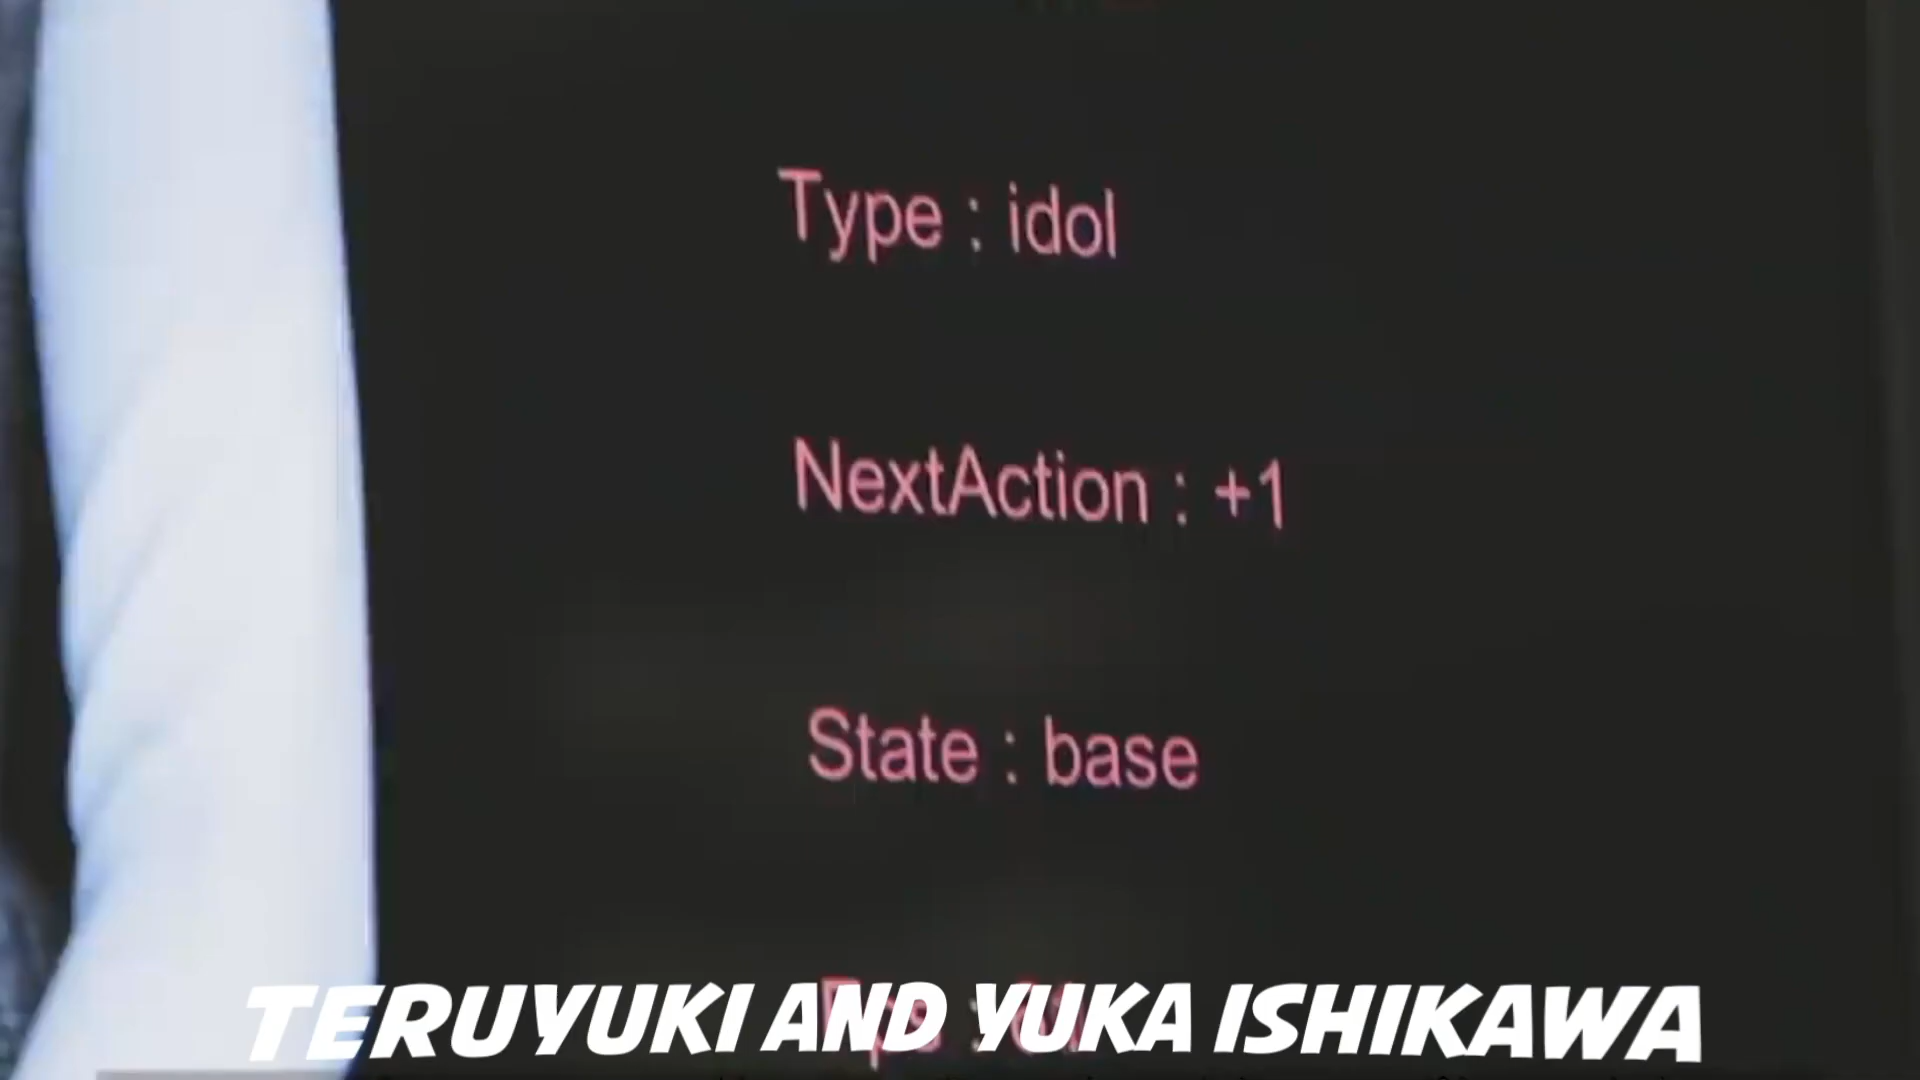 Type : idol
NextAction : +1
State : base
TERUYUKI AND YUKA ISHIKAWA